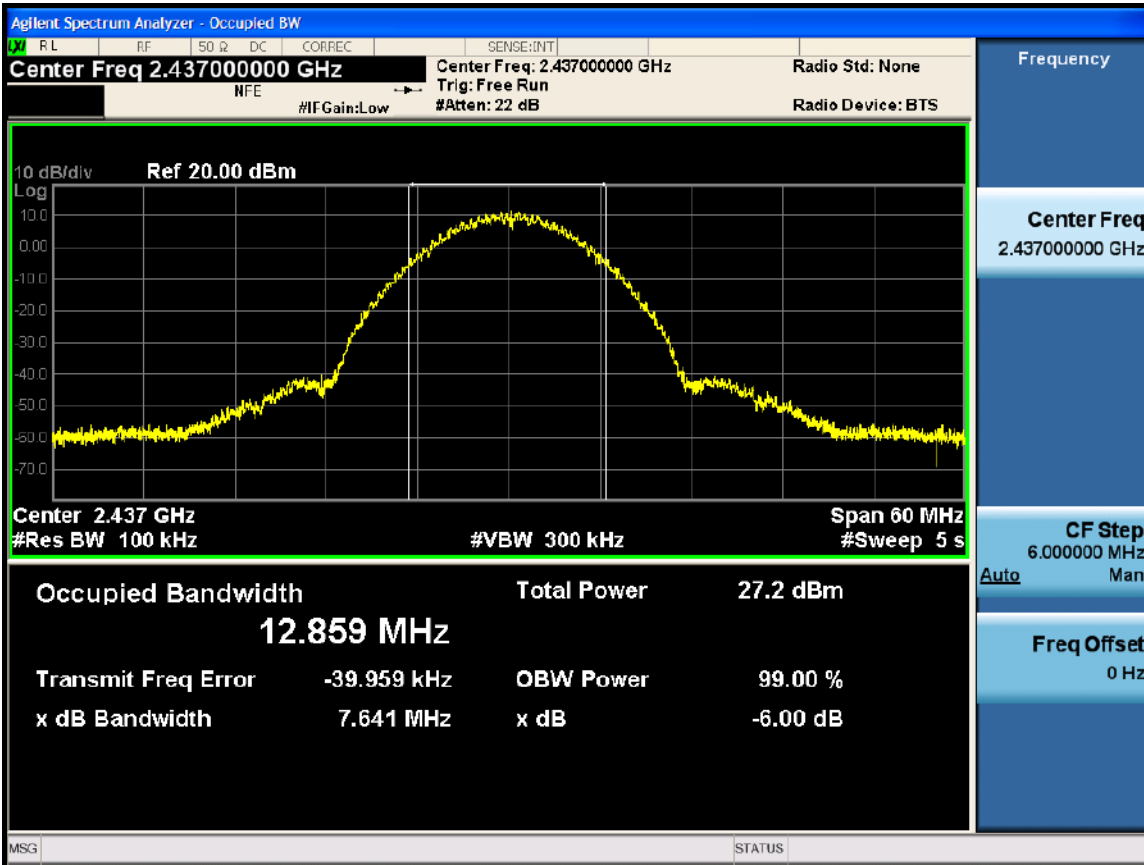 Agilent Spectrum Analyzer - Occupied BW
LXI RL RF 50 Ω DC CORREC SENSE:INT
Center Freq 2.437000000 GHz
NFE
#IFGain:Low
Center Freq: 2.437000000 GHz
Trig: Free Run
#Atten: 22 dB
Radio Std: None
Radio Device: BTS
10 dB/div Ref 20.00 dBm
Log
10.0
0.00
-10.0
-20.0
-30.0
-40.0
-50.0
-60.0
-70.0
Center 2.437 GHz Span 60 MHz
#Res BW 100 kHz #VBW 300 kHz #Sweep 5 s
Occupied Bandwidth Total Power 27.2 dBm
12.859 MHz
Transmit Freq Error -39.959 kHz OBW Power 99.00 %
x dB Bandwidth 7.641 MHz x dB -6.00 dB
Frequency
Center Freq
2.437000000 GHz
CF Step
6.000000 MHz
Auto Man
Freq Offset
0 Hz
MSG STATUS